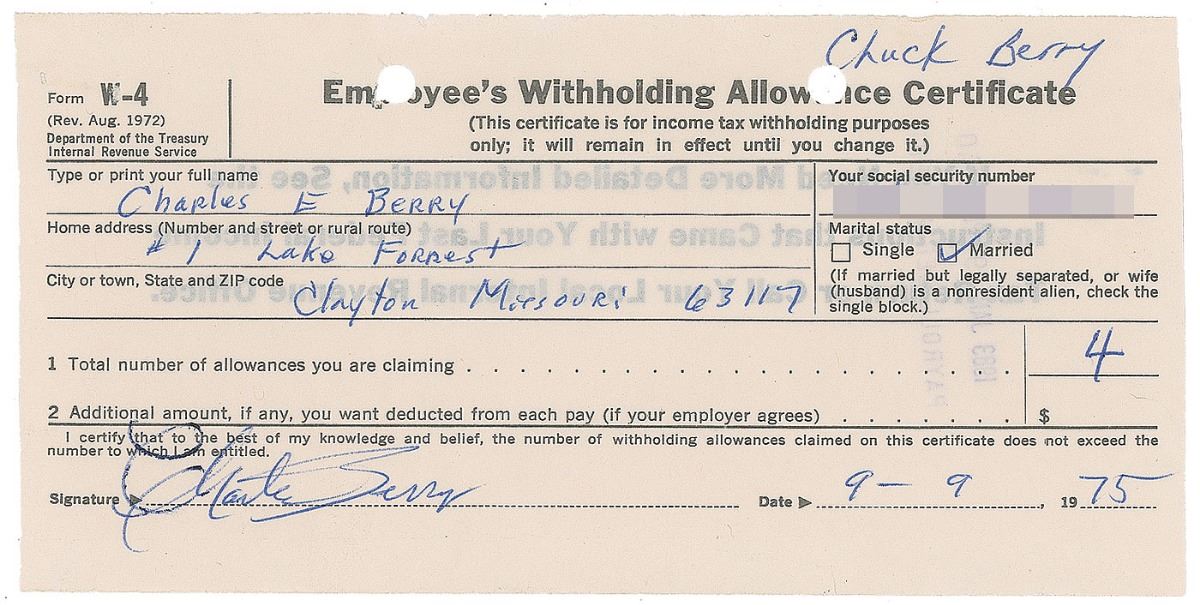 Chuck Berry
Form W-4
(Rev. Aug. 1972)
Department of the Treasury
Internal Revenue Service
Employee's Withholding Allowance Certificate
(This certificate is for income tax withholding purposes
only; it will remain in effect until you change it.)
Type or print your full name
Charles E Berry
Your social security number
Home address (Number and street or rural route)
# 1 Lake Forrest
Marital status
Single Married
(If married but legally separated, or wife
(husband) is a nonresident alien, check the
single block.)
City or town, State and ZIP code
Clayton Missouri 63117
1 Total number of allowances you are claiming
4
2 Additional amount, if any, you want deducted from each pay (if your employer agrees)
$
I certify that to the best of my knowledge and belief, the number of withholding allowances claimed on this certificate does not exceed the
number to which I am entitled.
Signature Charles Berry
Date 9 - 9, 19 75